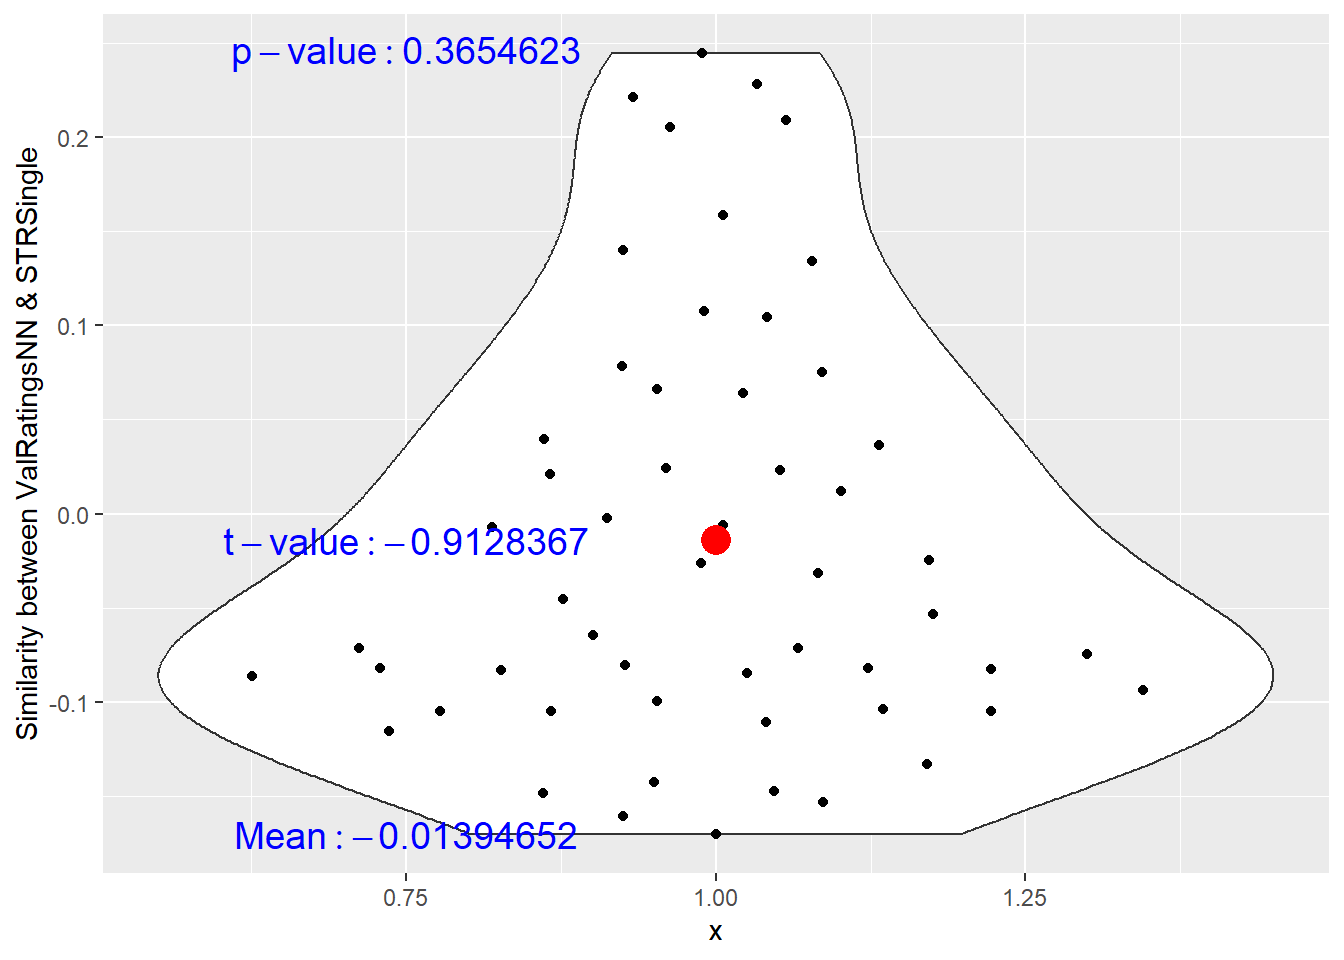 p − value : 0.3654623
0.2
0.1
0.0
t − value : − 0.9128367
-0.1
Mean : − 0.01394652
Similarity between ValRatingsNN & STRSingle
0.75 1.00 1.25
x